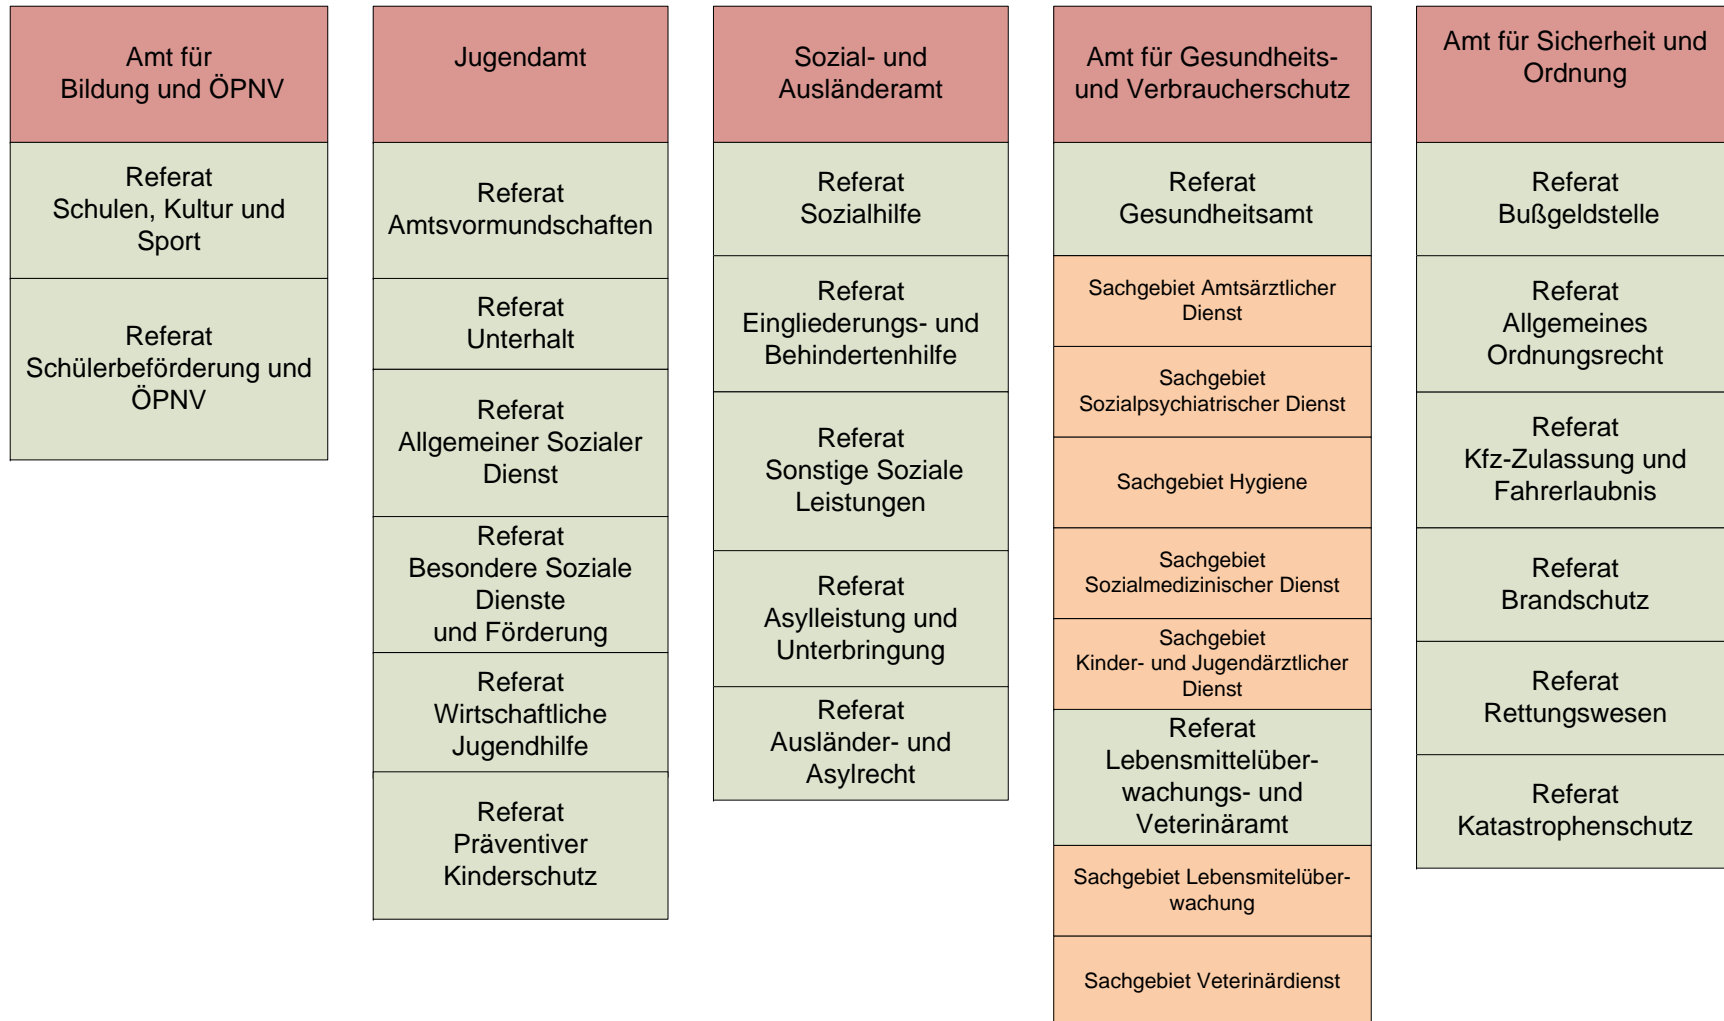 Amt für
Bildung und ÖPNV
Referat
Schulen, Kultur und
Sport
Referat
Schülerbeförderung und
ÖPNV
Jugendamt
Referat
Amtsvormundschaften
Referat
Unterhalt
Referat
Allgemeiner Sozialer
Dienst
Referat
Besondere Soziale
Dienste
und Förderung
Referat
Wirtschaftliche
Jugendhilfe
Referat
Präventiver
Kinderschutz
Sozial- und
Ausländeramt
Referat
Sozialhilfe
Referat
Eingliederungs- und
Behindertenhilfe
Referat
Sonstige Soziale
Leistungen
Referat
Asylleistung und
Unterbringung
Referat
Ausländer- und
Asylrecht
Amt für Gesundheits-
und Verbraucherschutz
Referat
Gesundheitsamt
Sachgebiet Amtsärztlicher
Dienst
Sachgebiet
Sozialpsychiatrischer Dienst
Sachgebiet Hygiene
Sachgebiet
Sozialmedizinischer Dienst
Sachgebiet
Kinder- und Jugendärztlicher
Dienst
Referat
Lebensmittelüber-
wachungs- und
Veterinäramt
Sachgebiet Lebensmitelüber-
wachung
Sachgebiet Veterinärdienst
Amt für Sicherheit und
Ordnung
Referat
Bußgeldstelle
Referat
Allgemeines
Ordnungsrecht
Referat
Kfz-Zulassung und
Fahrerlaubnis
Referat
Brandschutz
Referat
Rettungswesen
Referat
Katastrophenschutz